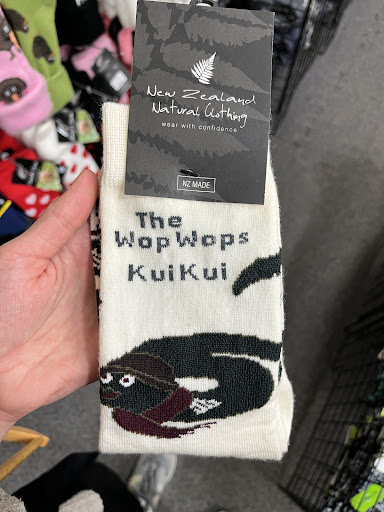 New Zealand
Natural Clothing
wear with confidence
NZ MADE
The
Wop Wops
KuiKui